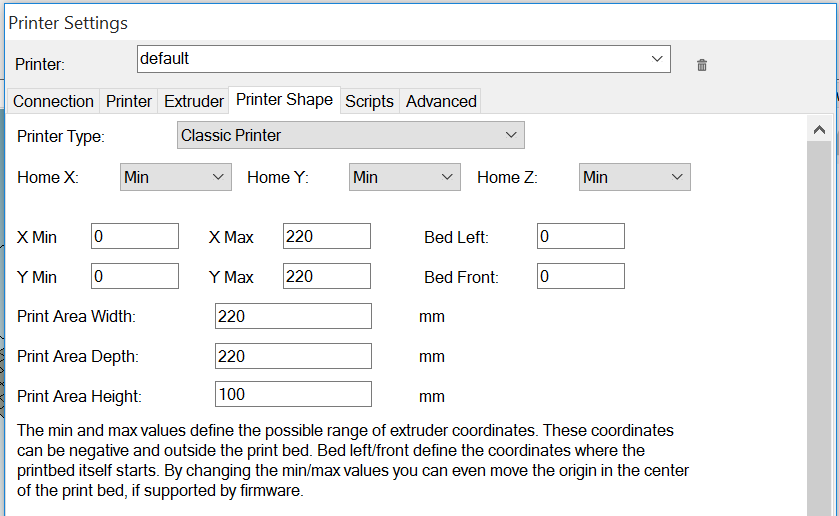 Printer Settings
Printer: default
Connection Printer Extruder Printer Shape Scripts Advanced
Printer Type: Classic Printer
Home X: Min Home Y: Min Home Z: Min
X Min 0 X Max 220 Bed Left: 0
Y Min 0 Y Max 220 Bed Front: 0
Print Area Width: 220 mm
Print Area Depth: 220 mm
Print Area Height: 100 mm
The min and max values define the possible range of extruder coordinates. These coordinates
can be negative and outside the print bed. Bed left/front define the coordinates where the
printbed itself starts. By changing the min/max values you can even move the origin in the center
of the print bed, if supported by firmware.